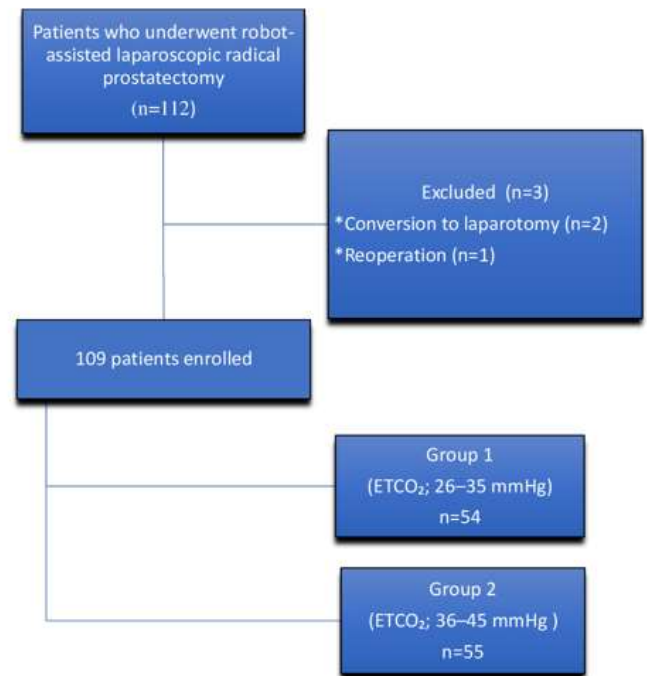 Patients who underwent robot-
assisted laparoscopic radical
prostatectomy
(n=112)
Excluded (n=3)
*Conversion to laparotomy (n=2)
*Reoperation (n=1)
109 patients enrolled
Group 1
(ETCO₂; 26–35 mmHg)
n=54
Group 2
(ETCO₂; 36–45 mmHg )
n=55